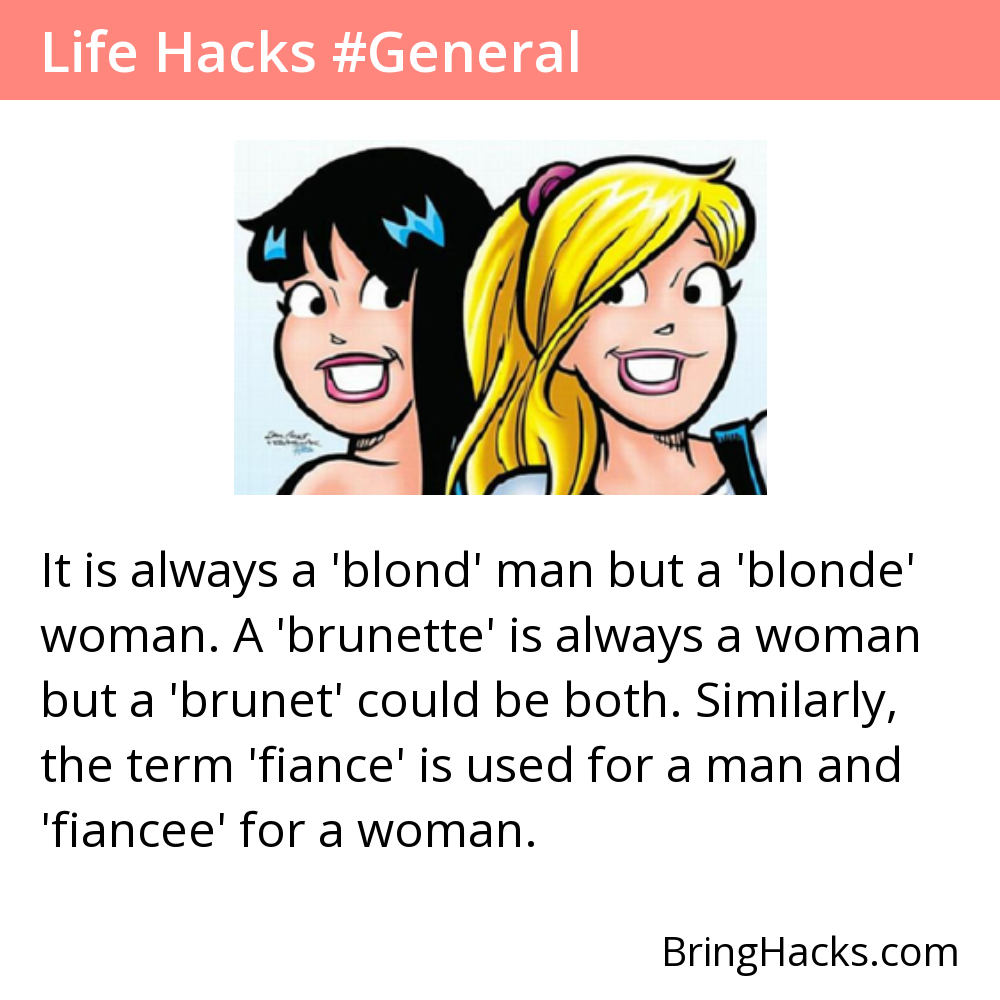 Life Hacks #General
It is always a 'blond' man but a 'blonde'
woman. A 'brunette' is always a woman
but a 'brunet' could be both. Similarly,
the term 'fiance' is used for a man and
'fiancee' for a woman.
BringHacks.com